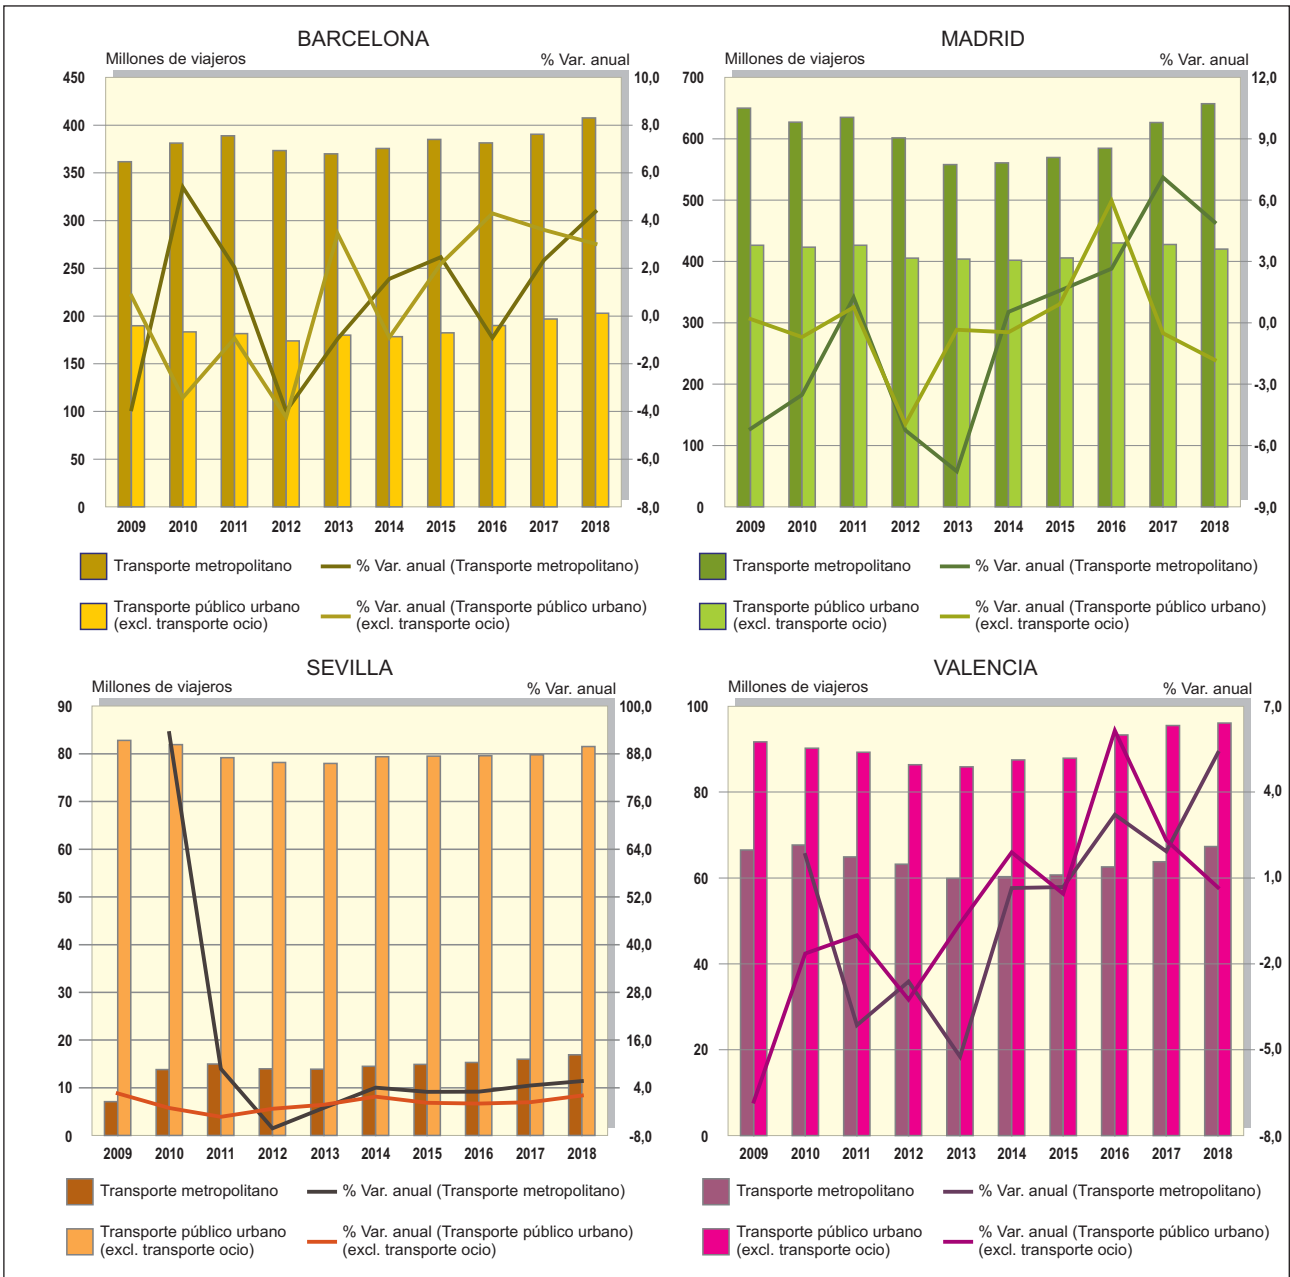 BARCELONA
Millones de viajeros
% Var. anual
450
400
350
300
250
200
150
100
50
0
10,0
8,0
6,0
4,0
2,0
0,0
-2,0
-4,0
-6,0
-8,0
2009 2010 2011 2012 2013 2014 2015 2016 2017 2018
Transporte metropolitano
% Var. anual (Transporte metropolitano)
Transporte público urbano
(excl. transporte ocio)
% Var. anual (Transporte público urbano)
(excl. transporte ocio)
MADRID
Millones de viajeros
% Var. anual
700
600
500
400
300
200
100
0
12,0
9,0
6,0
3,0
0,0
-3,0
-6,0
-9,0
2009 2010 2011 2012 2013 2014 2015 2016 2017 2018
Transporte metropolitano
% Var. anual (Transporte metropolitano)
Transporte público urbano
(excl. transporte ocio)
% Var. anual (Transporte público urbano)
(excl. transporte ocio)
SEVILLA
Millones de viajeros
% Var. anual
90
80
70
60
50
40
30
20
10
0
100,0
88,0
76,0
64,0
52,0
40,0
28,0
16,0
4,0
-8,0
2009 2010 2011 2012 2013 2014 2015 2016 2017 2018
Transporte metropolitano
% Var. anual (Transporte metropolitano)
Transporte público urbano
(excl. transporte ocio)
% Var. anual (Transporte público urbano)
(excl. transporte ocio)
VALENCIA
Millones de viajeros
% Var. anual
100
80
60
40
20
0
7,0
4,0
1,0
-2,0
-5,0
-8,0
2009 2010 2011 2012 2013 2014 2015 2016 2017 2018
Transporte metropolitano
% Var. anual (Transporte metropolitano)
Transporte público urbano
(excl. transporte ocio)
% Var. anual (Transporte público urbano)
(excl. transporte ocio)